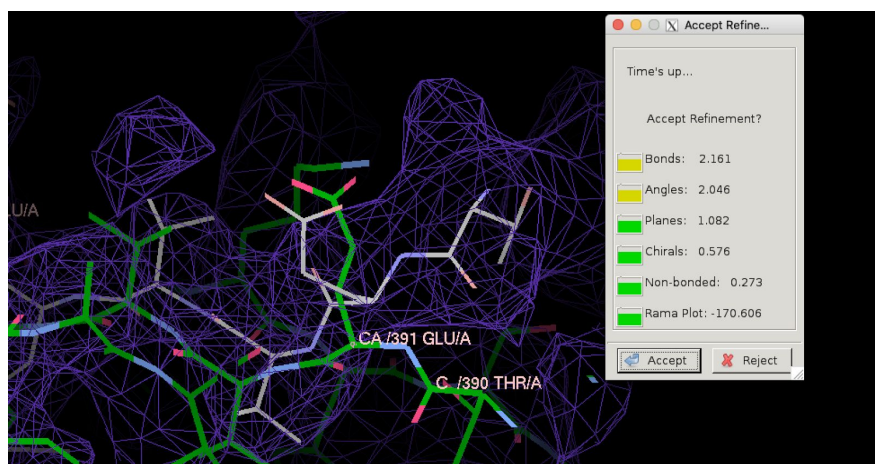 Accept Refine...
Time's up...
Accept Refinement?
Bonds: 2.161
Angles: 2.046
Planes: 1.082
Chirals: 0.576
Non-bonded: 0.273
Rama Plot: -170.606
Accept
Reject
LU/A
CA /391 GLU/A
C /390 THR/A